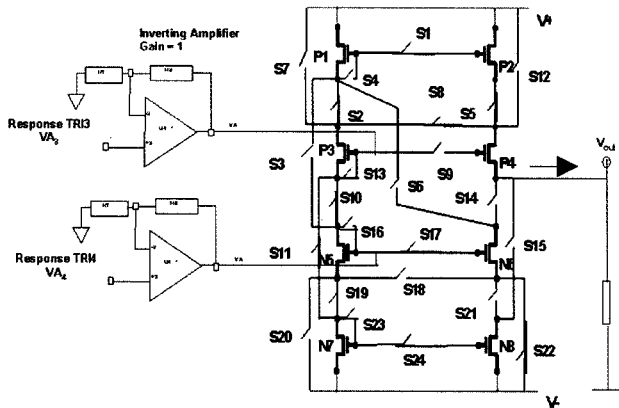 V+
Inverting Amplifier
Gain = 1
S1
P1
P2
S7
S4
S12
S8
S2
S5
Response TRI3
VA3
VA
P3
P4
Vout
S3
S13
S9
S6
S14
S10
S16
S17
S11
S15
Response TRI4
VA4
VA
N5
N6
S18
S19
S21
S20
S23
S22
N7
N8
S24
V-